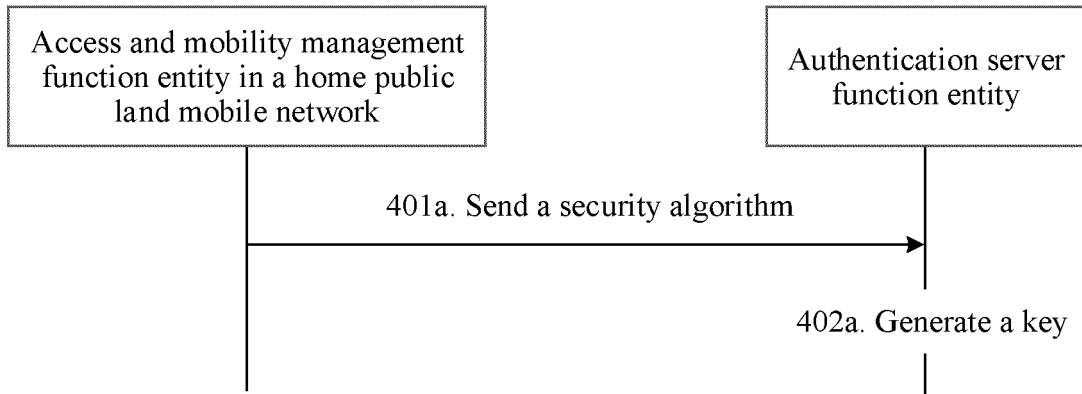 Access and mobility management
function entity in a home public
land mobile network
Authentication server
function entity
401a. Send a security algorithm
402a. Generate a key